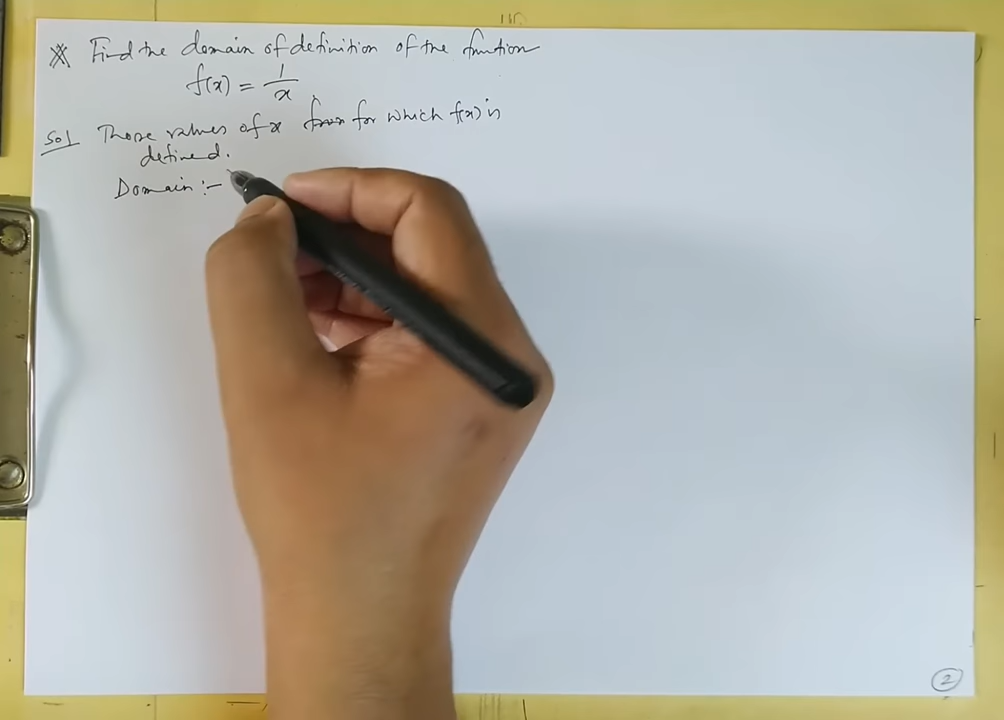 Find the domain of definition of the function
f(x) = 1/x
Sol Those values of x from for which f(x) is
defined.
Domain :-
2